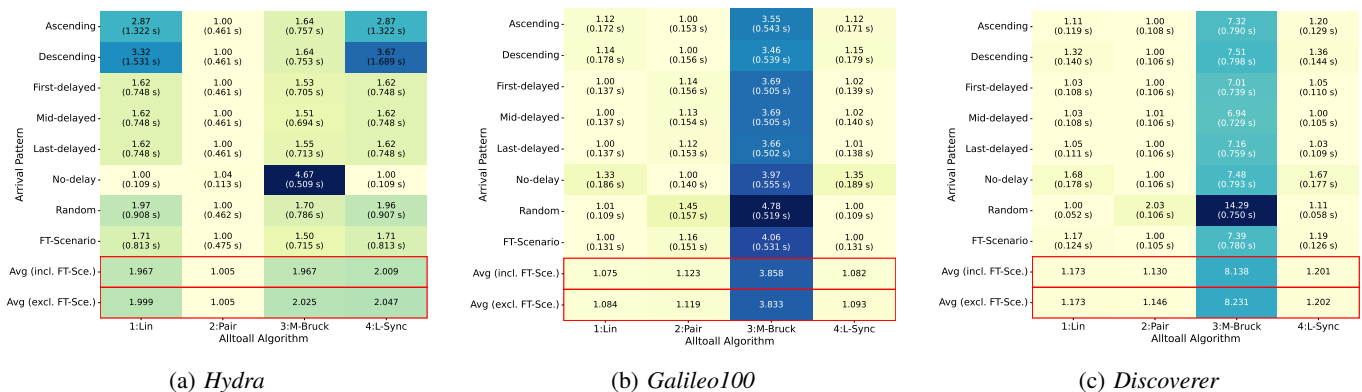 Arrival Pattern
Ascending 2.87 1.00 1.64 2.87
(1.322 s) (0.461 s) (0.757 s) (1.322 s)
Descending 3.32 1.00 1.64 3.67
(1.531 s) (0.461 s) (0.753 s) (1.689 s)
First-delayed 1.62 1.00 1.53 1.62
(0.748 s) (0.461 s) (0.705 s) (0.748 s)
Mid-delayed 1.62 1.00 1.51 1.62
(0.748 s) (0.461 s) (0.694 s) (0.748 s)
Last-delayed 1.62 1.00 1.55 1.62
(0.748 s) (0.461 s) (0.713 s) (0.748 s)
No-delay 1.00 1.04 4.67 1.00
(0.109 s) (0.113 s) (0.509 s) (0.109 s)
Random 1.97 1.00 1.70 1.96
(0.908 s) (0.462 s) (0.786 s) (0.907 s)
FT-Scenario 1.71 1.00 1.50 1.71
(0.813 s) (0.475 s) (0.715 s) (0.813 s)
Avg (incl. FT-Sce.) 1.967 1.005 1.967 2.009
Avg (excl. FT-Sce.) 1.999 1.005 2.025 2.047
1:Lin 2:Pair 3:M-Bruck 4:L-Sync
Alltoall Algorithm
(a) Hydra
Arrival Pattern
Ascending 1.12 1.00 3.55 1.12
(0.172 s) (0.153 s) (0.543 s) (0.171 s)
Descending 1.14 1.00 3.46 1.15
(0.178 s) (0.156 s) (0.539 s) (0.179 s)
First-delayed 1.00 1.14 3.69 1.02
(0.137 s) (0.156 s) (0.505 s) (0.139 s)
Mid-delayed 1.00 1.13 3.69 1.02
(0.137 s) (0.154 s) (0.505 s) (0.140 s)
Last-delayed 1.00 1.12 3.66 1.01
(0.137 s) (0.153 s) (0.502 s) (0.138 s)
No-delay 1.33 1.00 3.97 1.35
(0.186 s) (0.140 s) (0.555 s) (0.189 s)
Random 1.01 1.45 4.78 1.00
(0.109 s) (0.157 s) (0.519 s) (0.109 s)
FT-Scenario 1.00 1.16 4.06 1.00
(0.131 s) (0.151 s) (0.531 s) (0.131 s)
Avg (incl. FT-Sce.) 1.075 1.123 3.858 1.082
Avg (excl. FT-Sce.) 1.084 1.119 3.833 1.093
1:Lin 2:Pair 3:M-Bruck 4:L-Sync
Alltoall Algorithm
(b) Galileo100
Arrival Pattern
Ascending 1.11 1.00 7.32 1.20
(0.119 s) (0.108 s) (0.790 s) (0.129 s)
Descending 1.32 1.00 7.51 1.36
(0.140 s) (0.106 s) (0.798 s) (0.144 s)
First-delayed 1.03 1.00 7.01 1.05
(0.108 s) (0.106 s) (0.739 s) (0.110 s)
Mid-delayed 1.03 1.01 6.94 1.00
(0.108 s) (0.106 s) (0.729 s) (0.105 s)
Last-delayed 1.05 1.00 7.16 1.03
(0.111 s) (0.106 s) (0.759 s) (0.109 s)
No-delay 1.68 1.00 7.48 1.67
(0.178 s) (0.106 s) (0.793 s) (0.177 s)
Random 1.00 2.03 14.29 1.11
(0.052 s) (0.106 s) (0.750 s) (0.058 s)
FT-Scenario 1.17 1.00 7.39 1.19
(0.124 s) (0.105 s) (0.780 s) (0.126 s)
Avg (incl. FT-Sce.) 1.173 1.130 8.138 1.201
Avg (excl. FT-Sce.) 1.173 1.146 8.231 1.202
1:Lin 2:Pair 3:M-Bruck 4:L-Sync
Alltoall Algorithm
(c) Discoverer